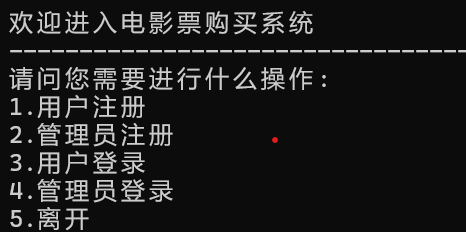 欢迎进入电影票购买系统
----------------------------------
请问您需要进行什么操作:
1.用户注册
2.管理员注册
3.用户登录
4.管理员登录
5.离开